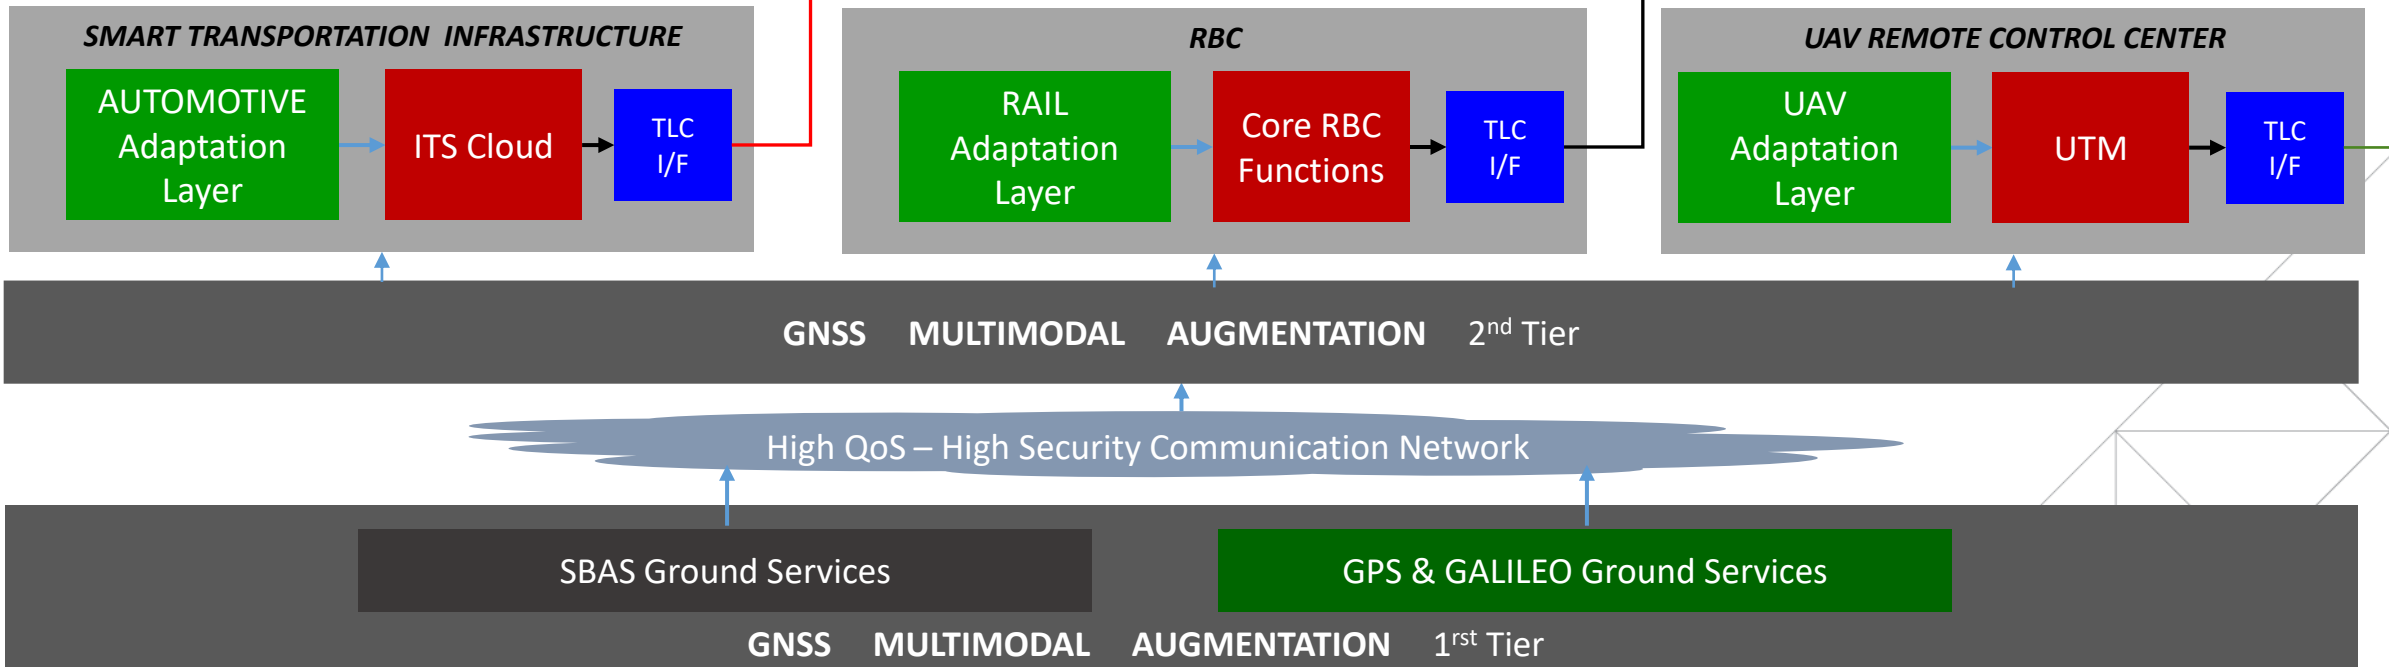 SMART TRANSPORTATION INFRASTRUCTURE
AUTOMOTIVE
Adaptation
Layer
ITS Cloud
TLC
I/F
RBC
RAIL
Adaptation
Layer
Core RBC
Functions
TLC
I/F
UAV REMOTE CONTROL CENTER
UAV
Adaptation
Layer
UTM
TLC
I/F
GNSS MULTIMODAL AUGMENTATION 2nd Tier
High QoS – High Security Communication Network
SBAS Ground Services
GPS & GALILEO Ground Services
GNSS MULTIMODAL AUGMENTATION 1rst Tier